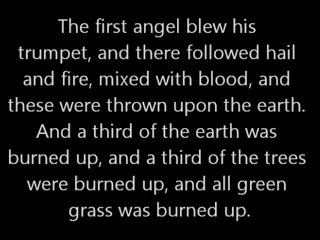 The first angel blew his
trumpet, and there followed hail
and fire, mixed with blood, and
these were thrown upon the earth.
And a third of the earth was
burned up, and a third of the trees
were burned up, and all green
grass was burned up.